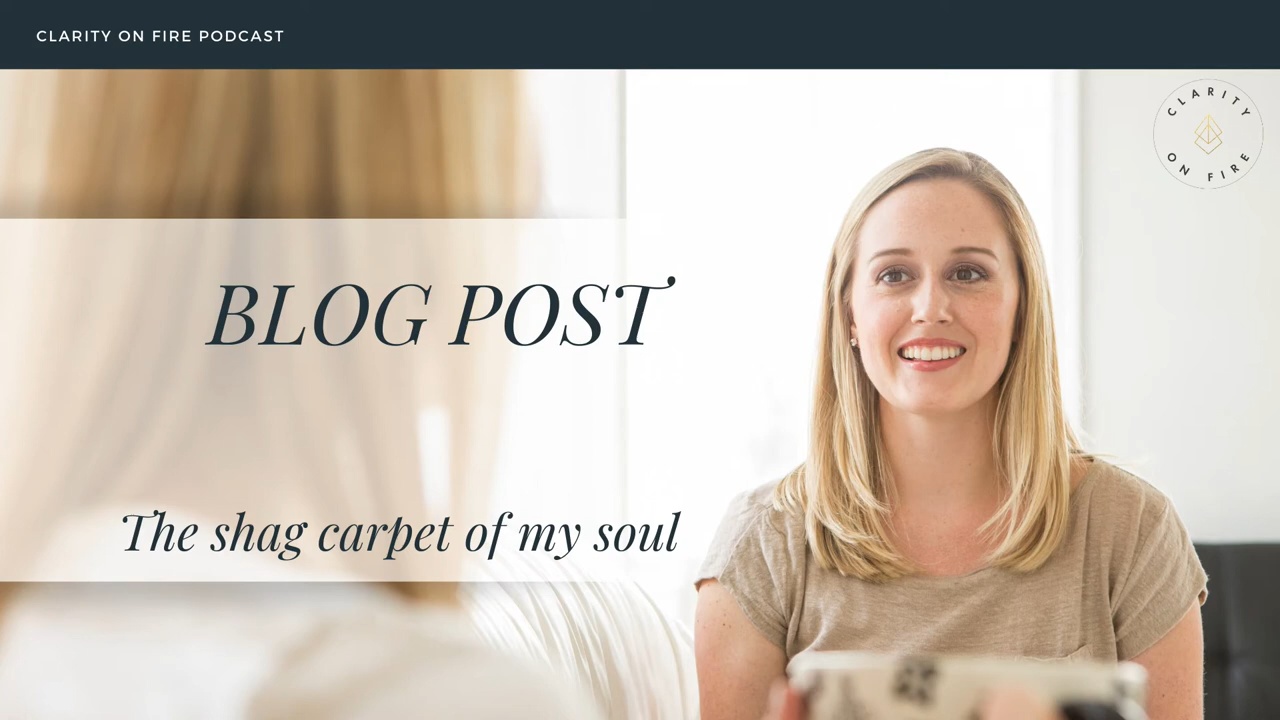 CLARITY ON FIRE PODCAST
CLARITY
ON FIRE
BLOG POST
The shag carpet of my soul